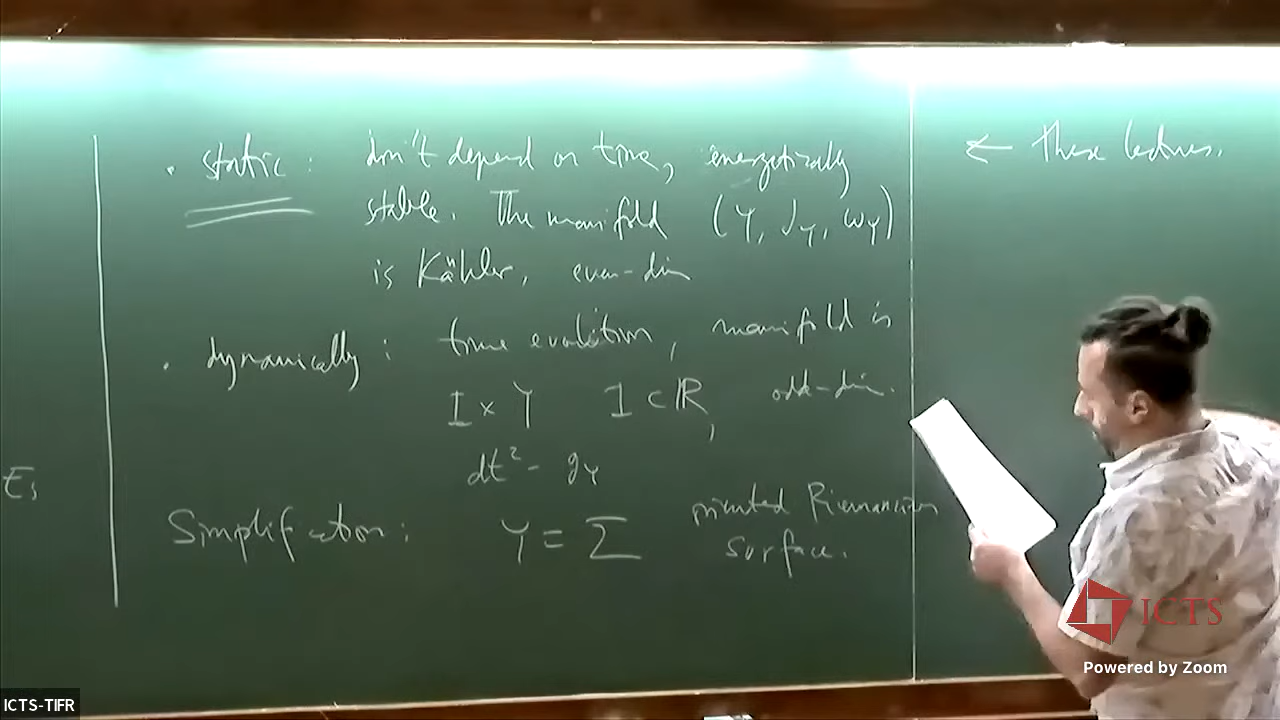 • static : don't depend on time, energetically ← these lectures.
stable. The manifold (Y, J_Y, ω_Y)
is Kähler, even-dim
• dynamically : time evolution, manifold is
I × Y I ⊂ ℝ, odd-dim.
dt² - g_Y
E,
Simplification : Y = Σ oriented Riemannian
surface.
ICTS
Powered by Zoom
ICTS-TIFR